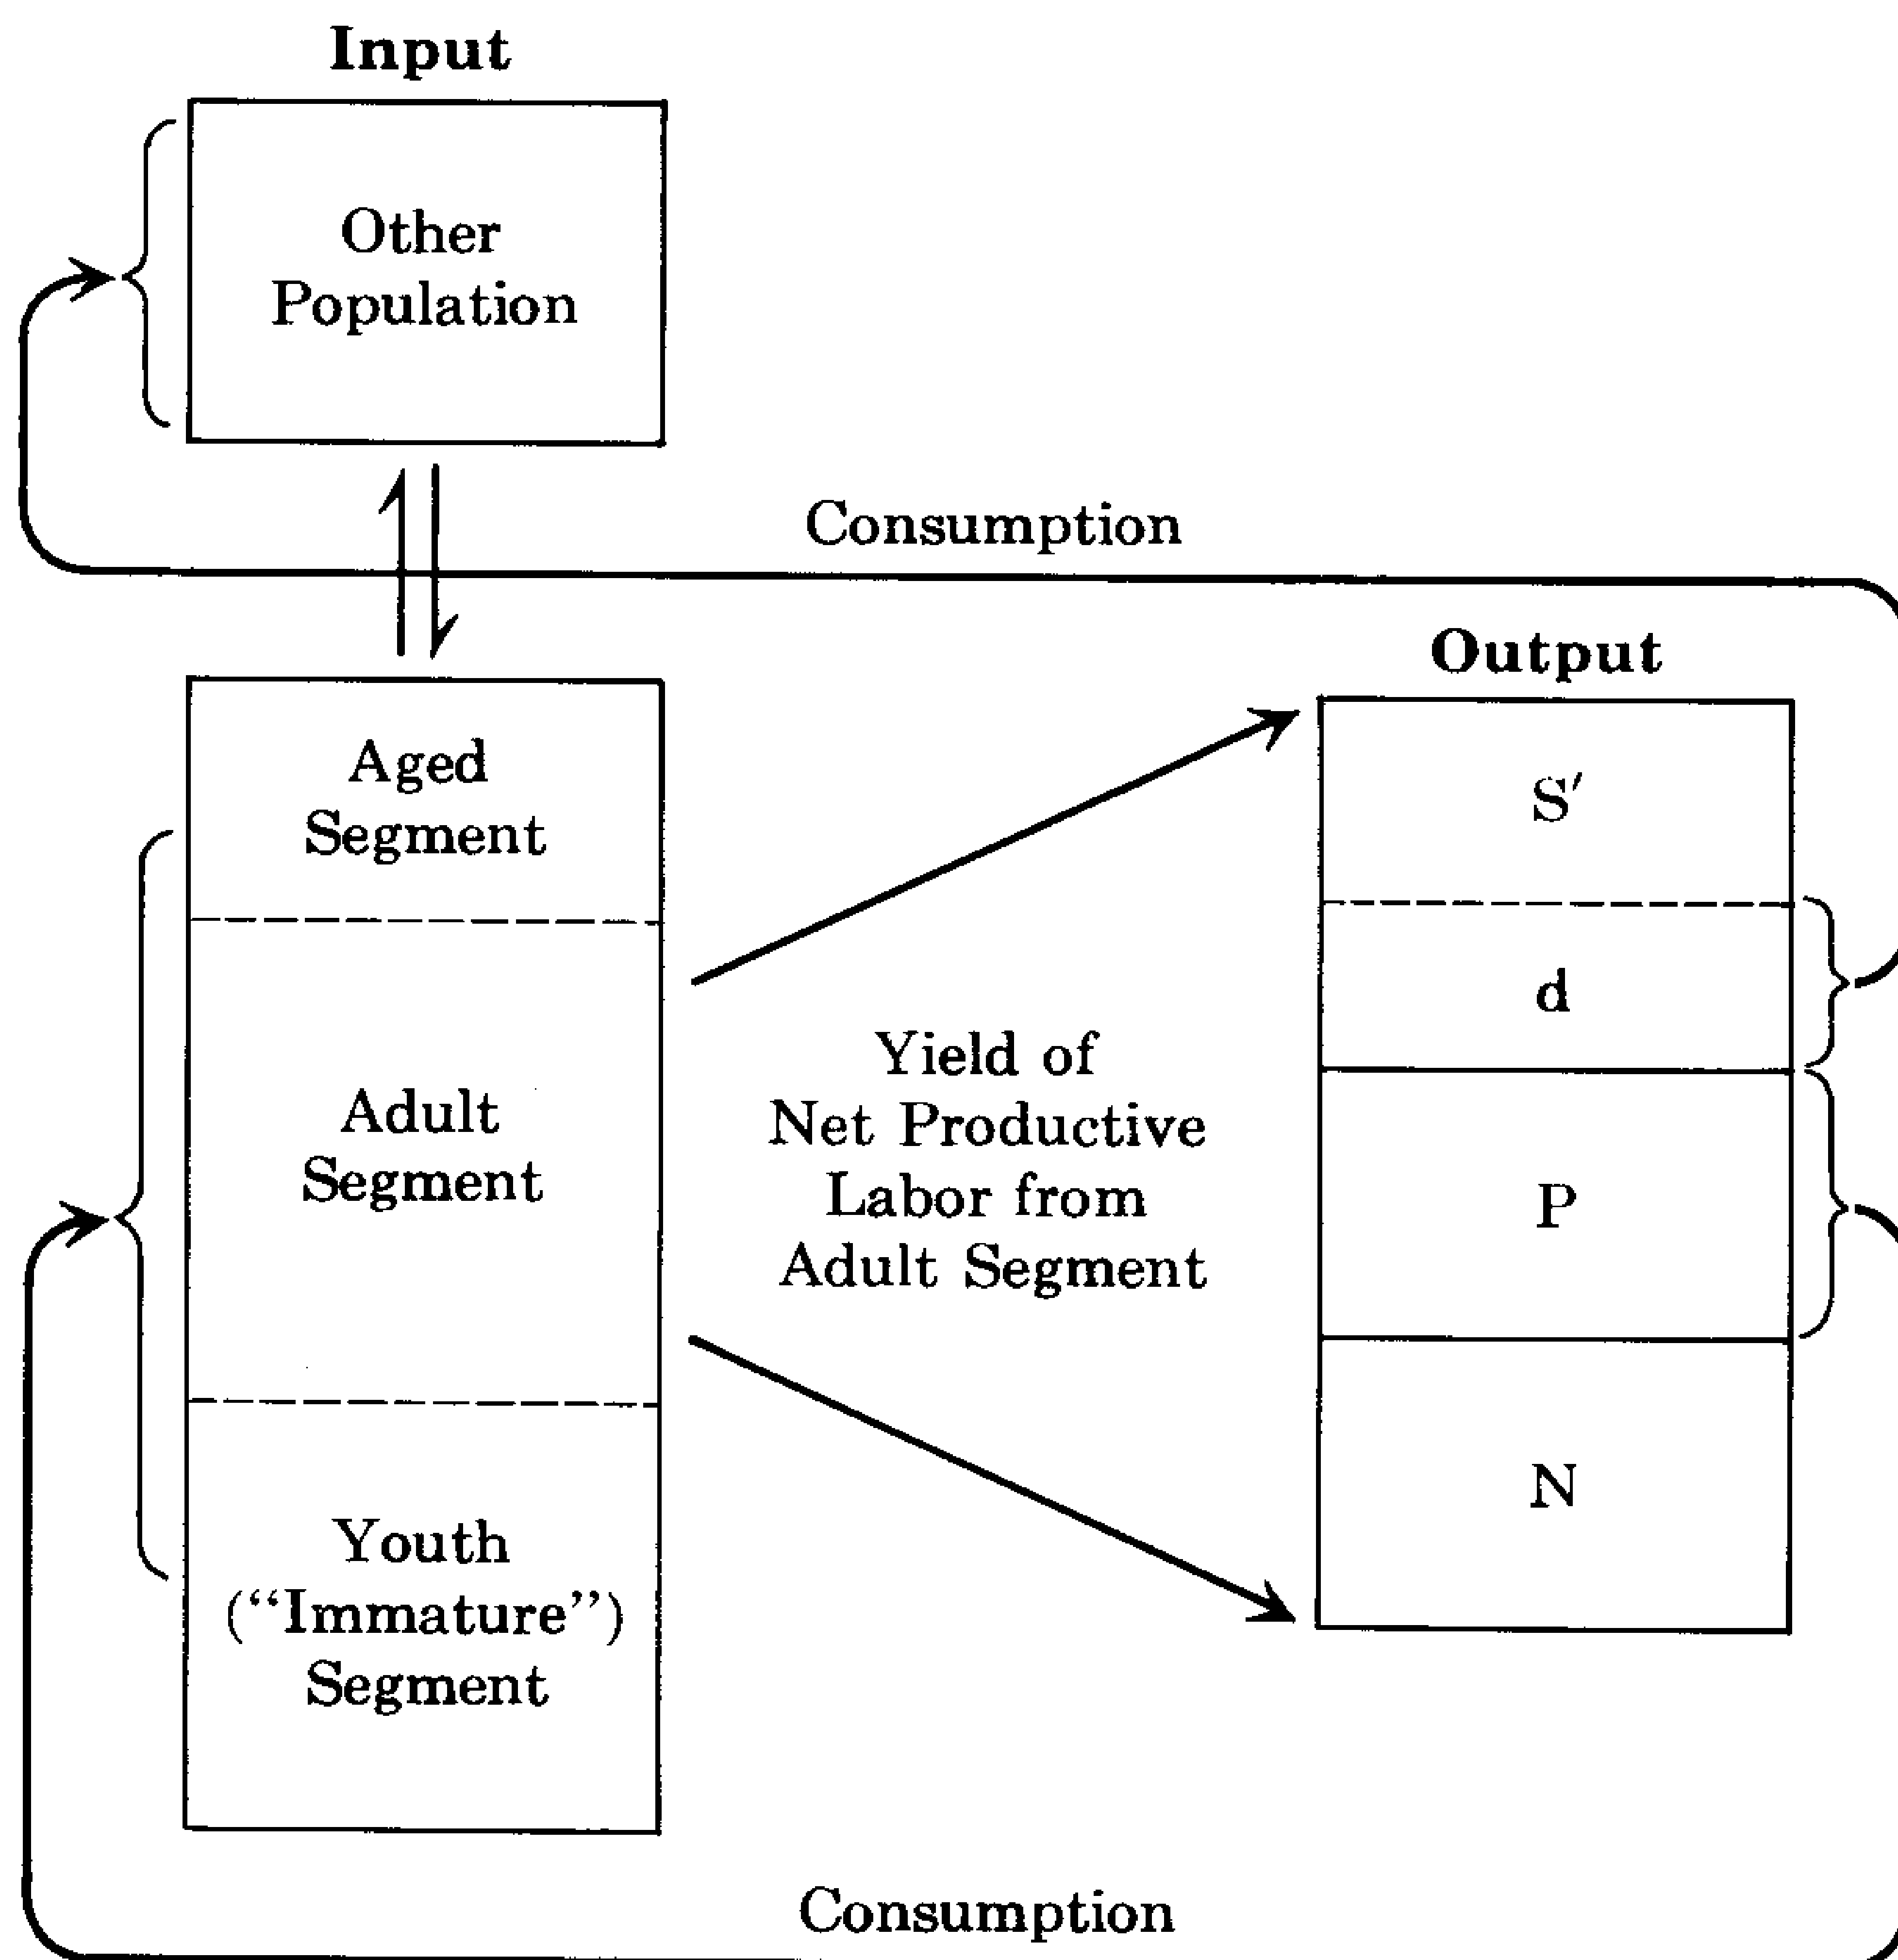 Input
Other
Population
Consumption
Output
Aged
Segment
Adult
Segment
Youth
(“Immature”)
Segment
Yield of
Net Productive
Labor from
Adult Segment
S′
d
P
N
Consumption